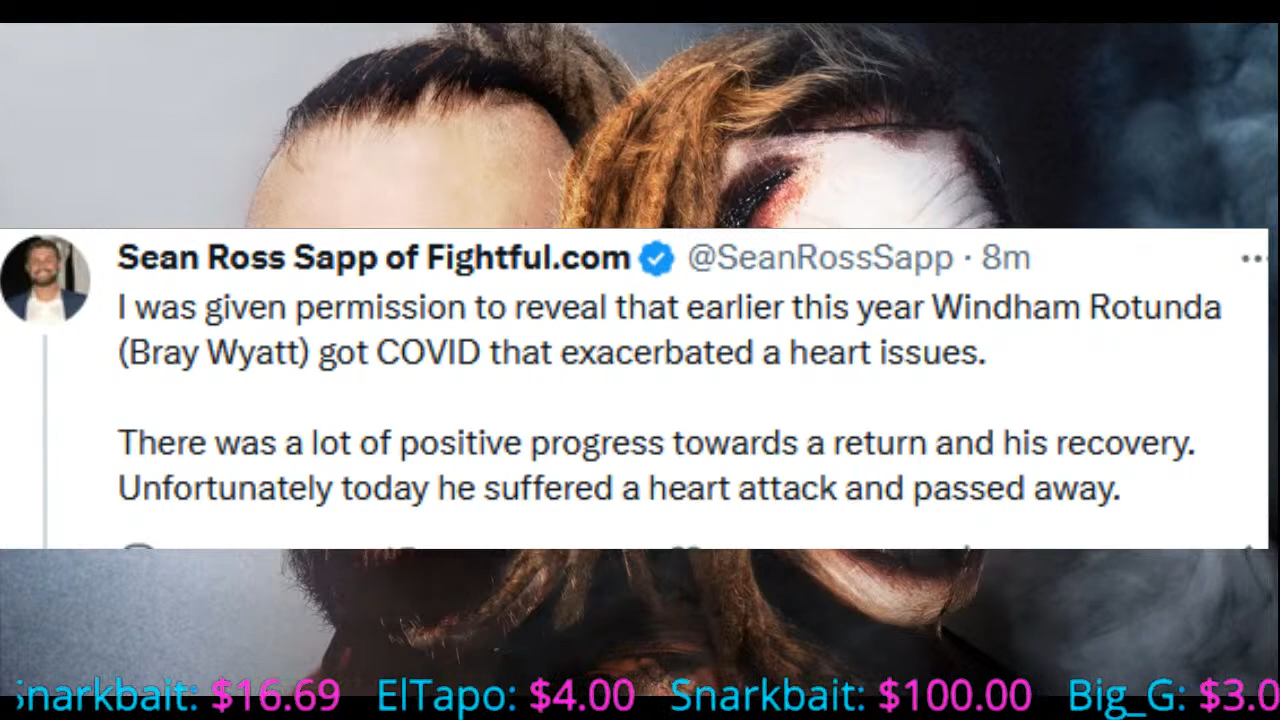 Sean Ross Sapp of Fightful.com @SeanRossSapp · 8m
I was given permission to reveal that earlier this year Windham Rotunda
(Bray Wyatt) got COVID that exacerbated a heart issues.
There was a lot of positive progress towards a return and his recovery.
Unfortunately today he suffered a heart attack and passed away.
narkbait: $16.69 ElTapo: $4.00 Snarkbait: $100.00 Big_G: $3.0